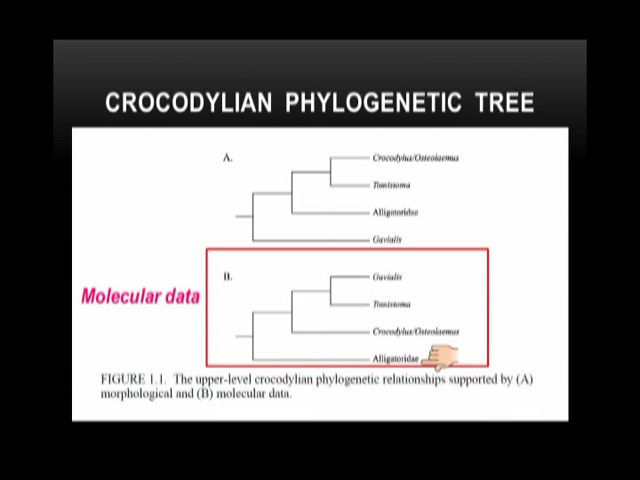 CROCODYLIAN PHYLOGENETIC TREE
A.
Crocodylus/Osteolaemus
Tomistoma
Alligatoridae
Gavialis
Molecular data
B.
Gavialis
Tomistoma
Crocodylus/Osteolaemus
Alligatoridae
FIGURE 1.1. The upper-level crocodylian phylogenetic relationships supported by (A)
morphological and (B) molecular data.